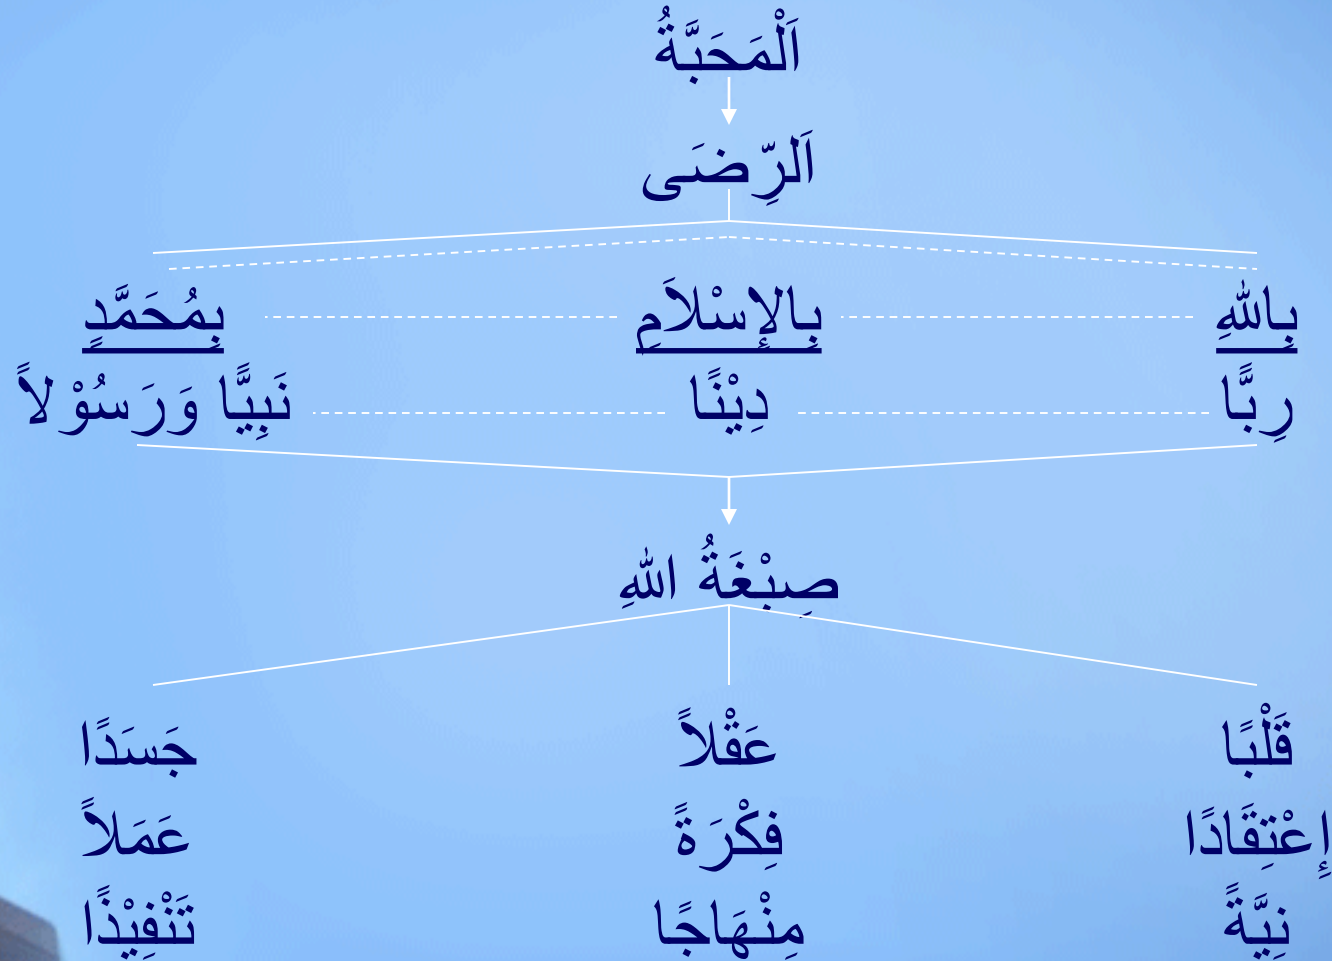 اَلْمَحَبَّةُ
اَلرِّضَى
بِاللهِ بِالإِسْلاَمِ بِمُحَمَّدٍ
رِبًّا دِيْنًا نَبِيًّا وَرَسُوْلاً
صِبْغَةُ اللهِ
قَلْبًا عَقْلاً جَسَدًا
إِعْتِقَادًا فِكْرَةً عَمَلاً
نِيَّةً مِنْهَاجًا تَنْفِيْذًا